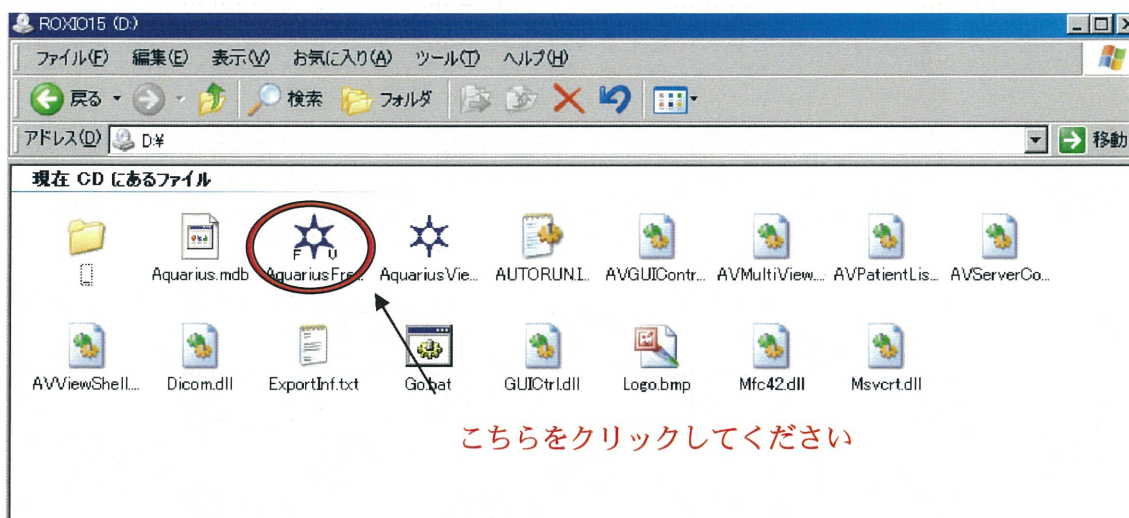 ROXIO15 (D:)
ファイル(F) 編集(E) 表示(V) お気に入り(A) ツール(T) ヘルプ(H)
戻る 検索 フォルダ
アドレス(D) D:¥ 移動
現在 CD にあるファイル
F V
Aquarius.mdb AquariusFre... AquariusVie... AUTORUN.I... AVGUIContr... AVMultiView.... AVPatientLis... AVServerCo...
AVViewShell... Dicom.dll ExportInf.txt Go.bat GUICtrl.dll Logo.bmp Mfc42.dll Msvcrt.dll
こちらをクリックしてください